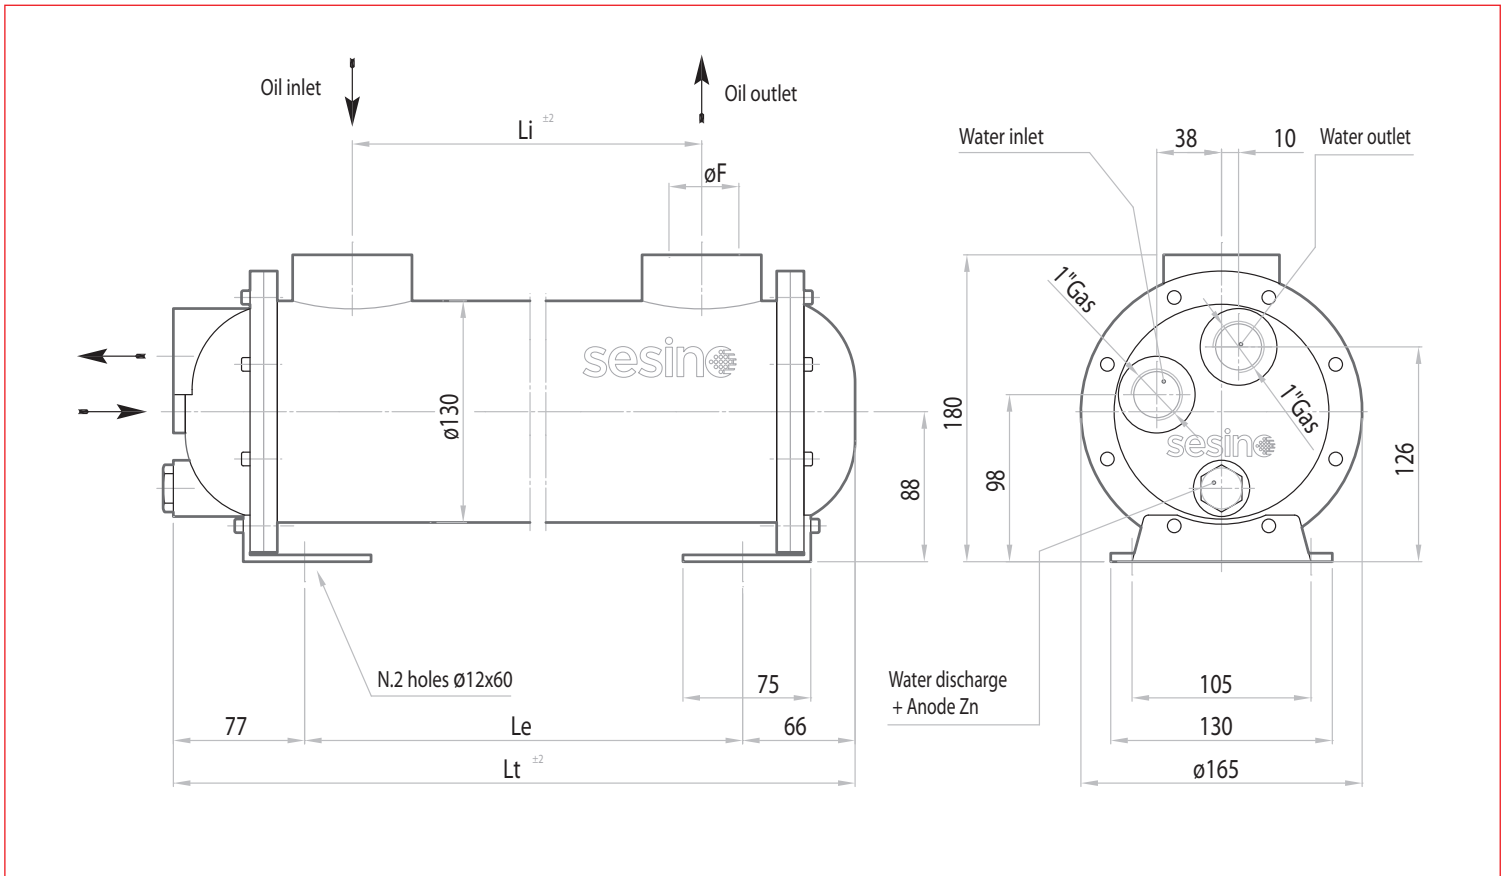 Oil inlet
Oil outlet
Li ±2
øF
Water inlet
38
10
Water outlet
1"Gas
1"Gas
sesino
ø130
180
98
88
sesino
126
N.2 holes ø12x60
75
Water discharge
+ Anode Zn
105
77
Le
66
130
Lt ±2
ø165